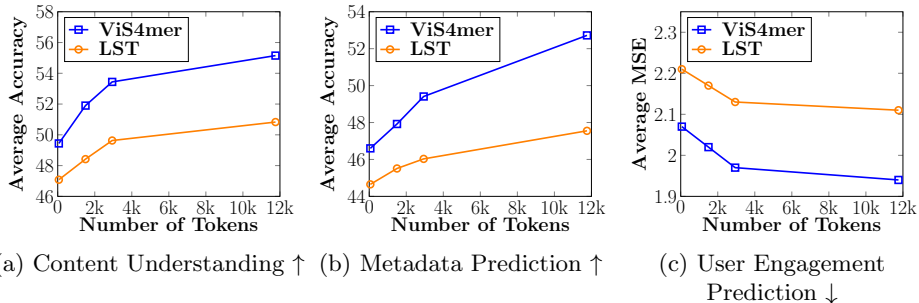 58
56
54
52
50
48
46
Average Accuracy
ViS4mer
LST
0 2k 4k 6k 8k 10k 12k
Number of Tokens
(a) Content Understanding ↑
54
52
50
48
46
44
Average Accuracy
ViS4mer
LST
0 2k 4k 6k 8k 10k 12k
Number of Tokens
(b) Metadata Prediction ↑
2.3
2.2
2.1
2
1.9
Average MSE
ViS4mer
LST
0 2k 4k 6k 8k 10k 12k
Number of Tokens
(c) User Engagement
Prediction ↓